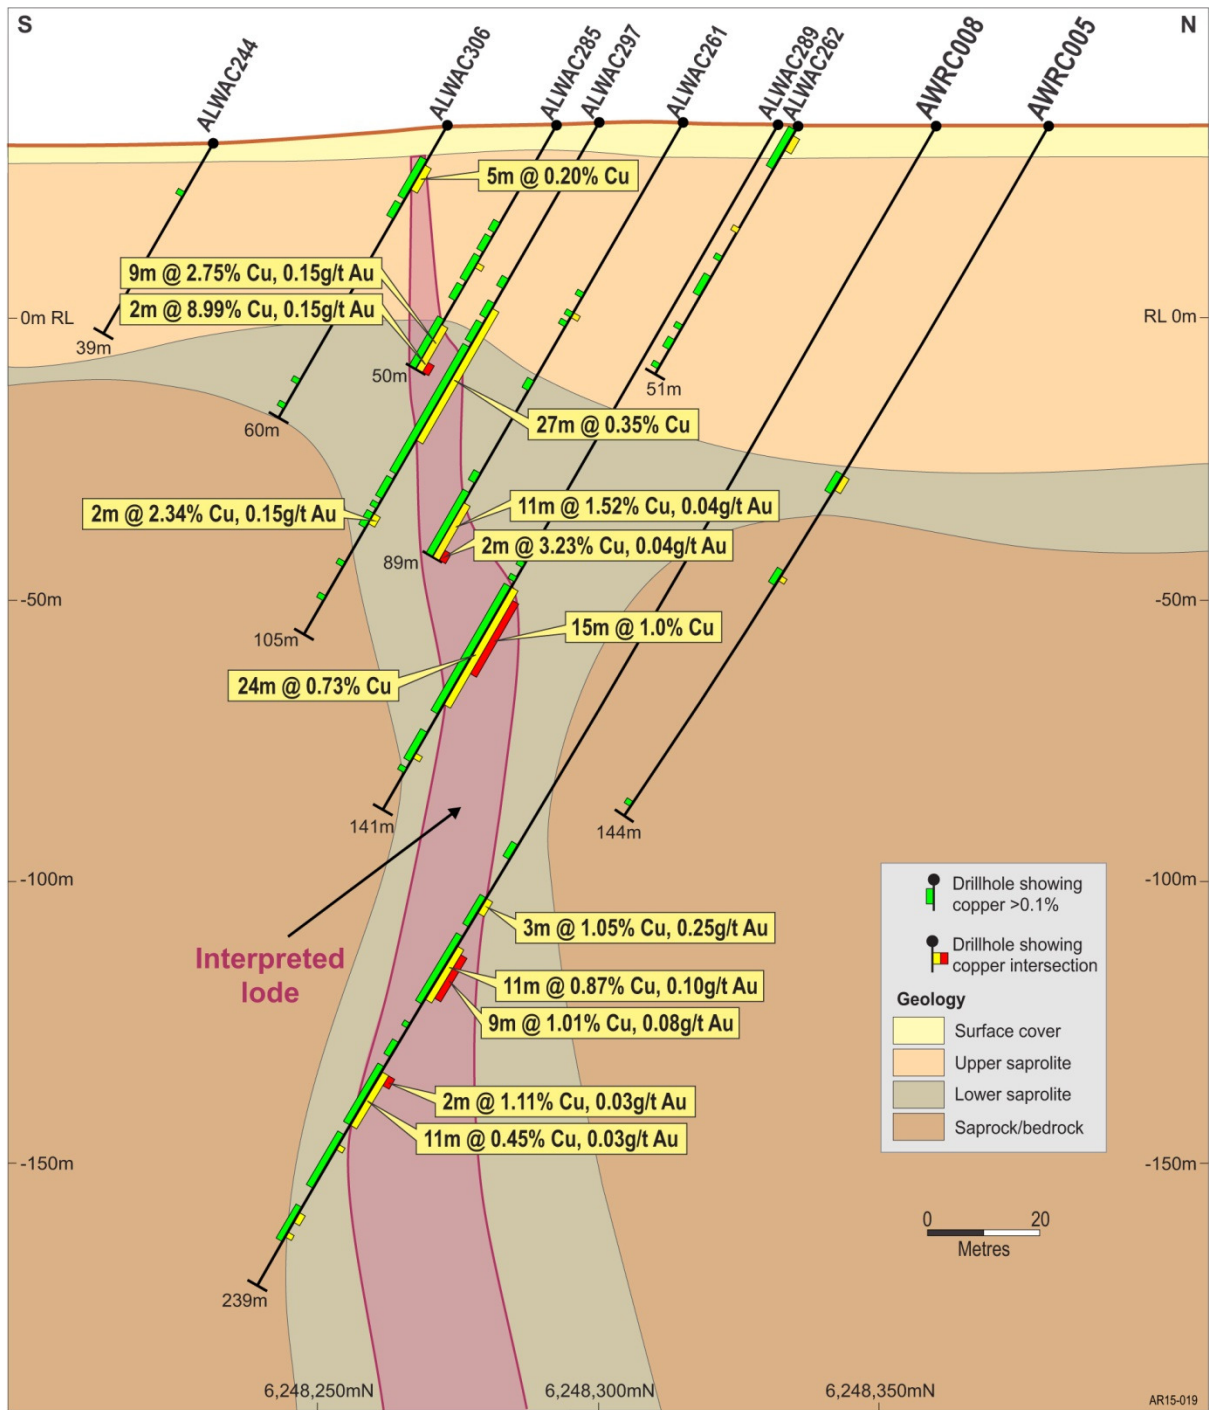 S
N
ALWAC244
ALWAC306
ALWAC285
ALWAC297
ALWAC261
ALWAC289
ALWAC262
AWRC008
AWRC005
5m @ 0.20% Cu
9m @ 2.75% Cu, 0.15g/t Au
2m @ 8.99% Cu, 0.15g/t Au
0m RL
RL 0m
39m
50m
51m
60m
27m @ 0.35% Cu
2m @ 2.34% Cu, 0.15g/t Au
11m @ 1.52% Cu, 0.04g/t Au
2m @ 3.23% Cu, 0.04g/t Au
89m
-50m
-50m
105m
15m @ 1.0% Cu
24m @ 0.73% Cu
141m
144m
-100m
-100m
Drillhole showing
copper >0.1%
Drillhole showing
copper intersection
Geology
Surface cover
Upper saprolite
Lower saprolite
Saprock/bedrock
3m @ 1.05% Cu, 0.25g/t Au
Interpreted
lode
11m @ 0.87% Cu, 0.10g/t Au
9m @ 1.01% Cu, 0.08g/t Au
2m @ 1.11% Cu, 0.03g/t Au
11m @ 0.45% Cu, 0.03g/t Au
-150m
-150m
0 20
Metres
239m
6,248,250mN
6,248,300mN
6,248,350mN
AR15-019